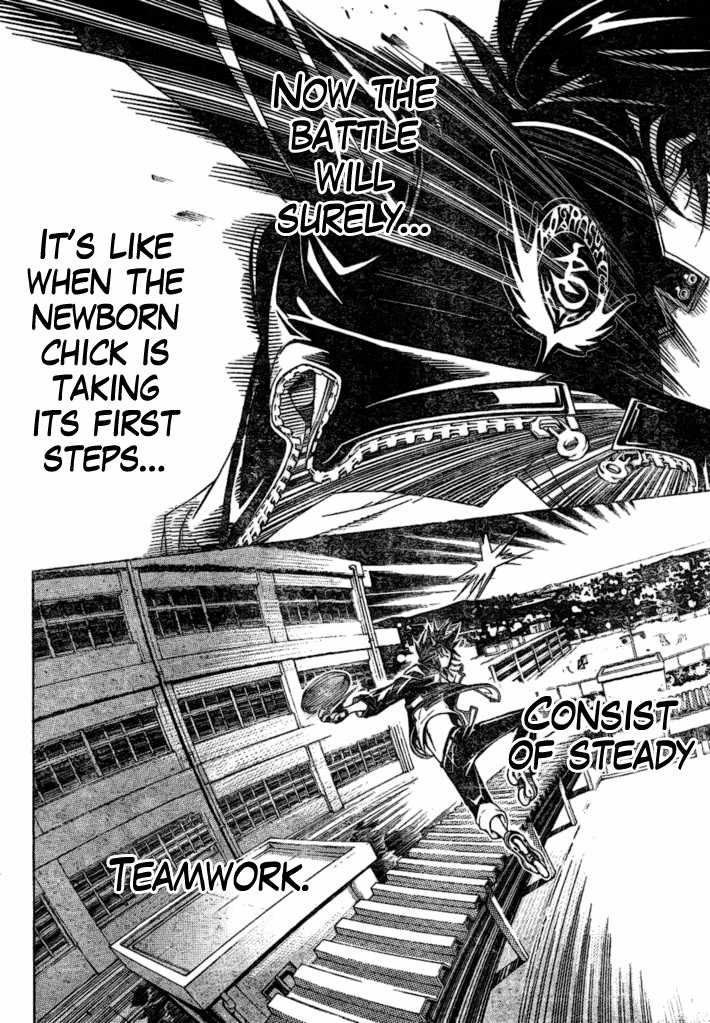 NOW THE
BATTLE
WILL
SURELY...
IT'S LIKE
WHEN THE
NEWBORN
CHICK IS
TAKING
ITS FIRST
STEPS...
CONSIST
OF STEADY
TEAMWORK.